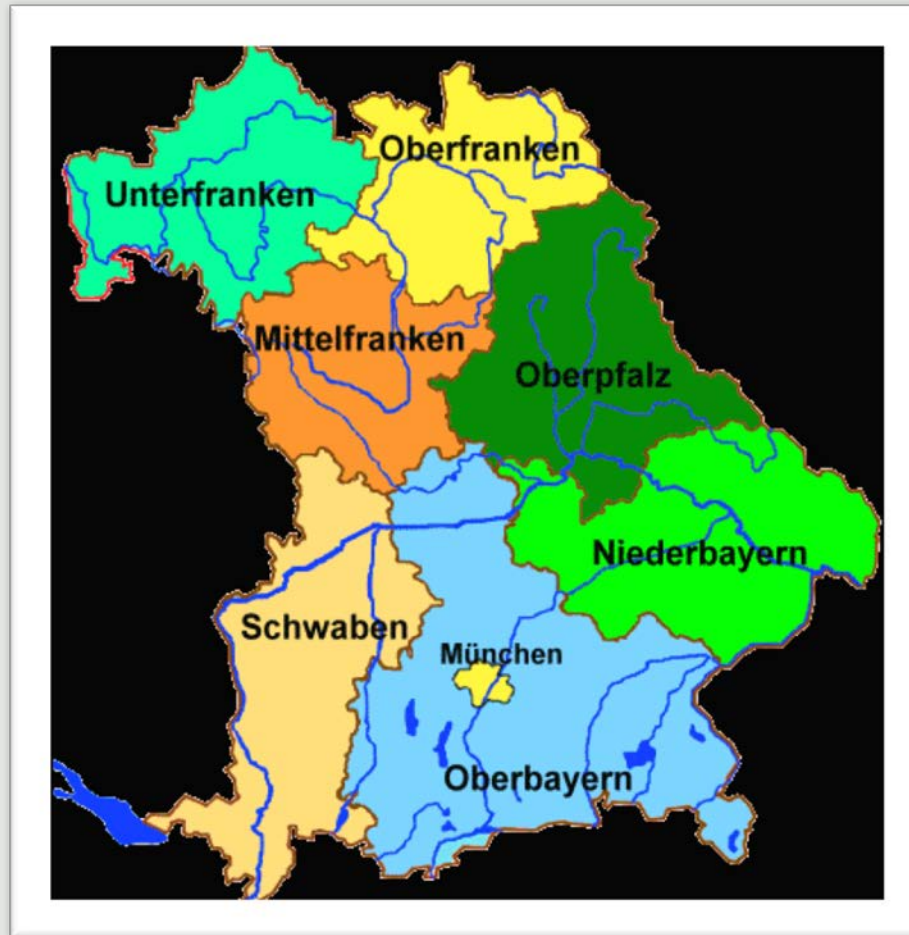 Oberfranken
Unterfranken
Mittelfranken
Oberpfalz
Niederbayern
Schwaben
München
Oberbayern